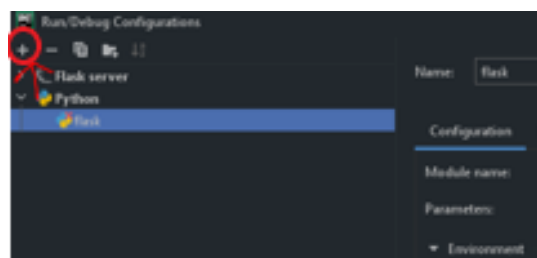 Run/Debug Configurations
Flask server
Python
flask
Name: flask
Configuration
Module name:
Parameters:
Environment